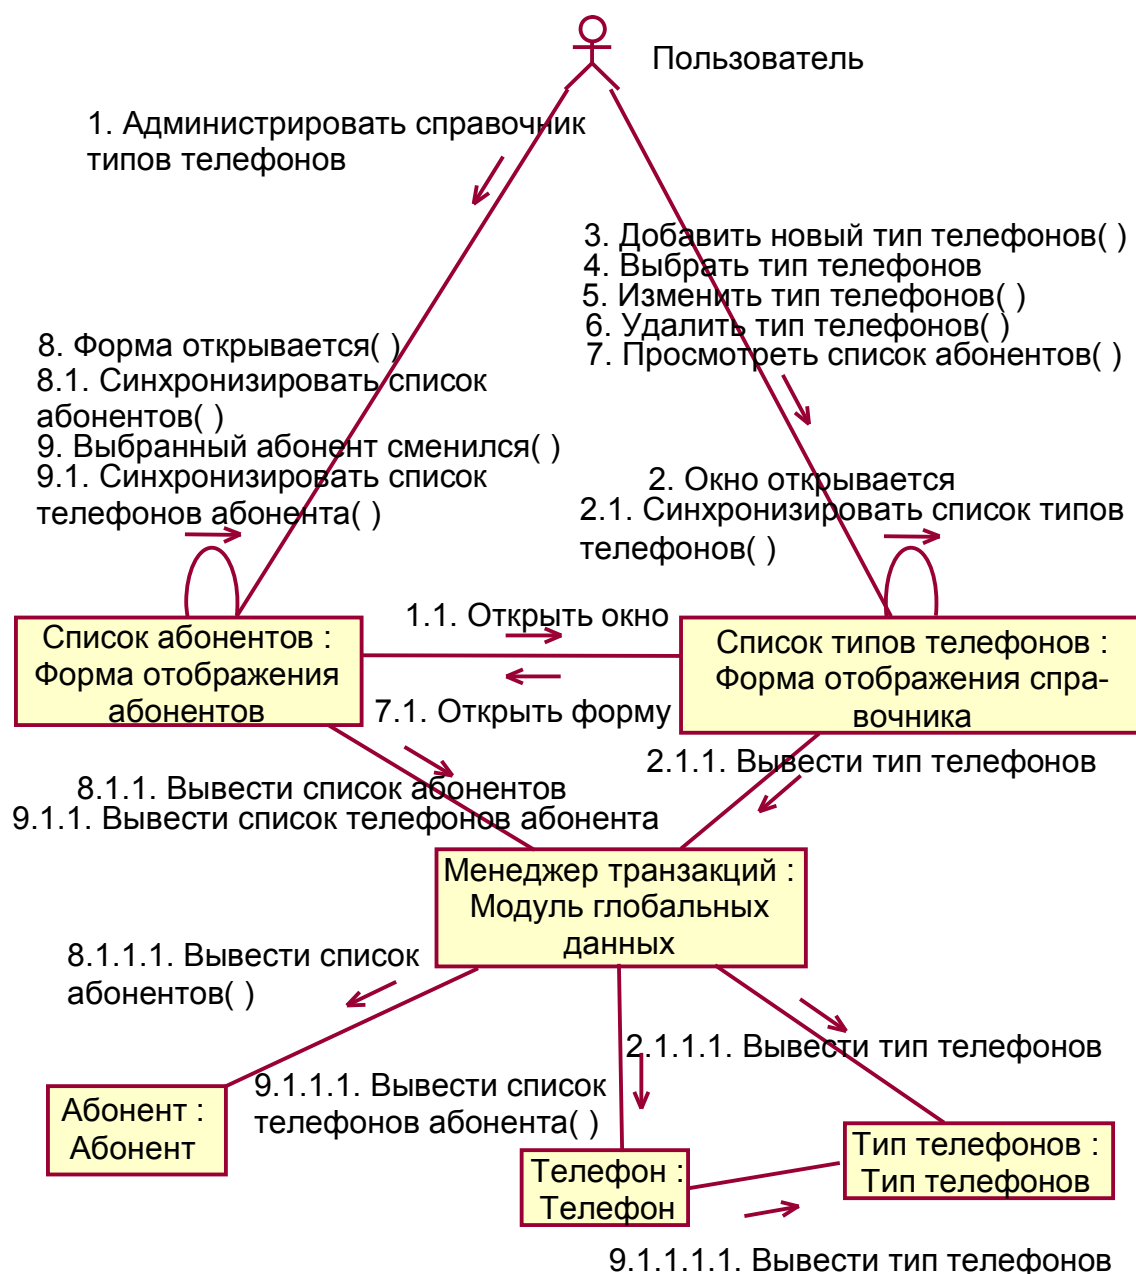 Пользователь
1. Администрировать справочник
типов телефонов
3. Добавить новый тип телефонов( )
4. Выбрать тип телефонов
5. Изменить тип телефонов( )
6. Удалить тип телефонов( )
7. Просмотреть список абонентов( )
8. Форма открывается( )
8.1. Синхронизировать список
абонентов( )
9. Выбранный абонент сменился( )
9.1. Синхронизировать список
телефонов абонента( )
2. Окно открывается
2.1. Синхронизировать список типов
телефонов( )
1.1. Открыть окно
Список абонентов :
Форма отображения
абонентов
Список типов телефонов :
Форма отображения спра-
вочника
7.1. Открыть форму
2.1.1. Вывести тип телефонов
8.1.1. Вывести список абонентов
9.1.1. Вывести список телефонов абонента
Менеджер транзакций :
Модуль глобальных
данных
8.1.1.1. Вывести список
абонентов( )
2.1.1.1. Вывести тип телефонов
9.1.1.1. Вывести список
телефонов абонента( )
Абонент :
Абонент
Телефон :
Телефон
Тип телефонов :
Тип телефонов
9.1.1.1.1. Вывести тип телефонов